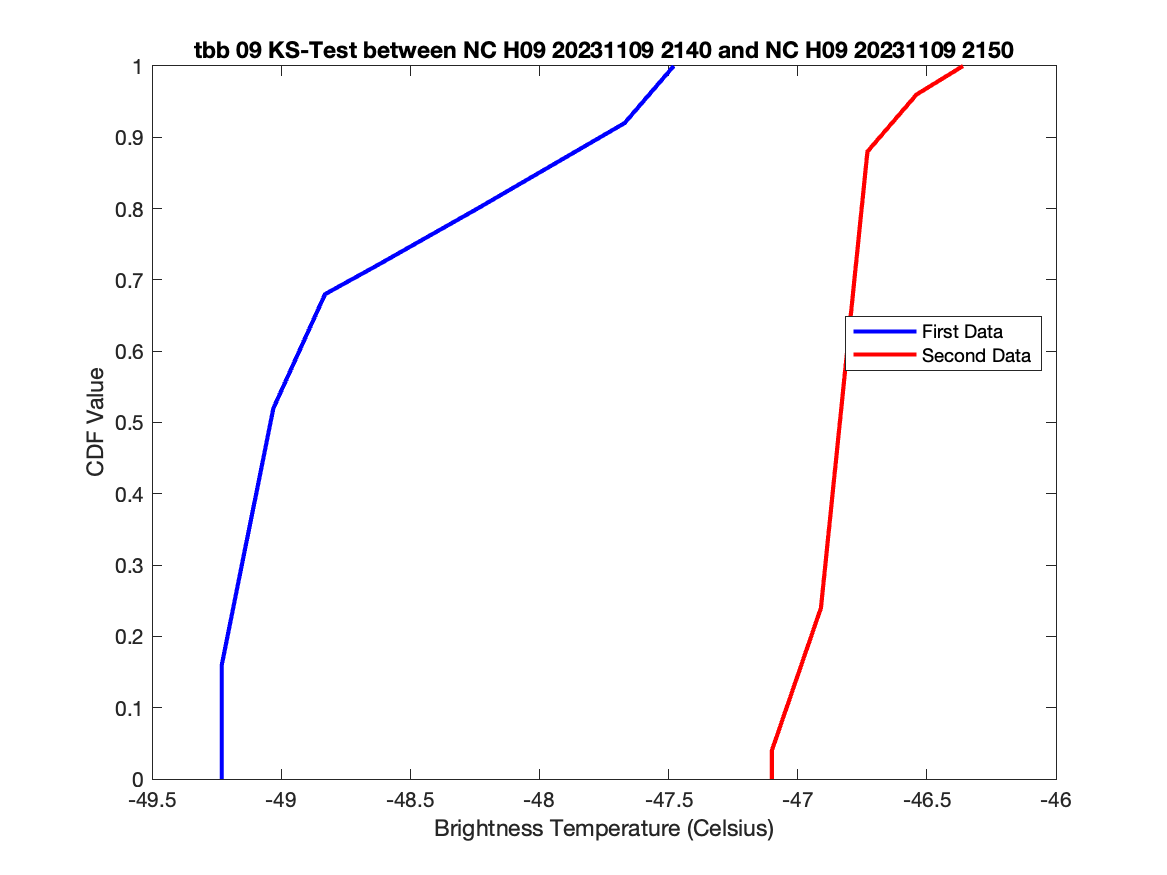 tbb 09 KS-Test between NC H09 20231109 2140 and NC H09 20231109 2150
1
0.9
0.8
0.7
0.6
0.5
0.4
0.3
0.2
0.1
0
CDF Value
First Data
Second Data
-49.5 -49 -48.5 -48 -47.5 -47 -46.5 -46
Brightness Temperature (Celsius)